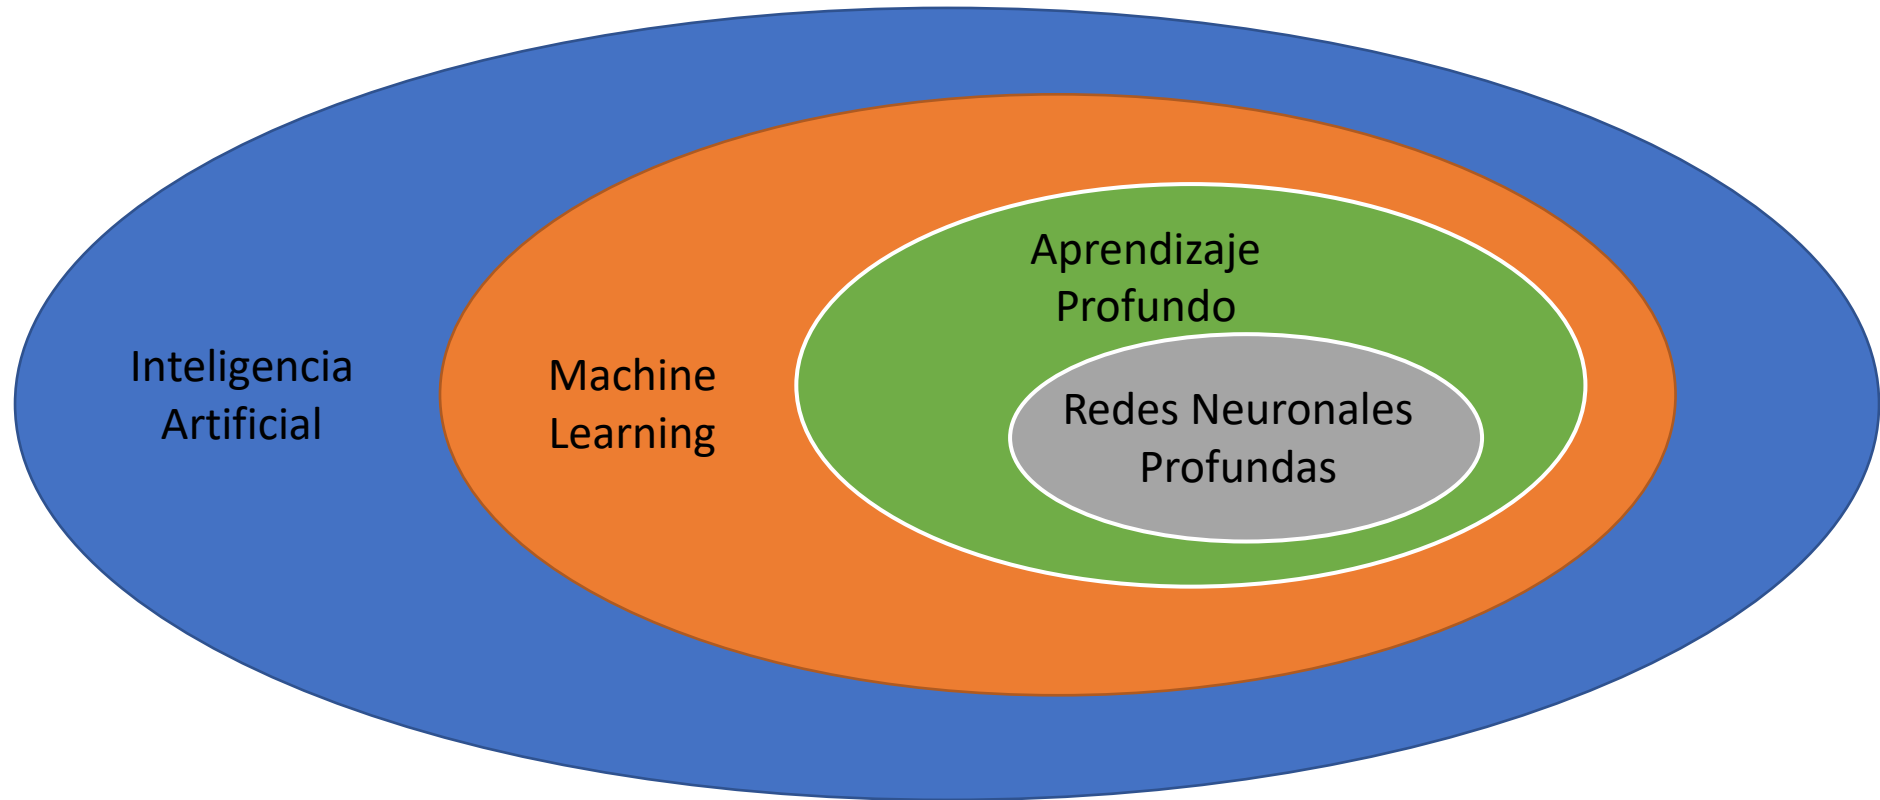 Inteligencia
Artificial
Machine
Learning
Aprendizaje
Profundo
Redes Neuronales
Profundas